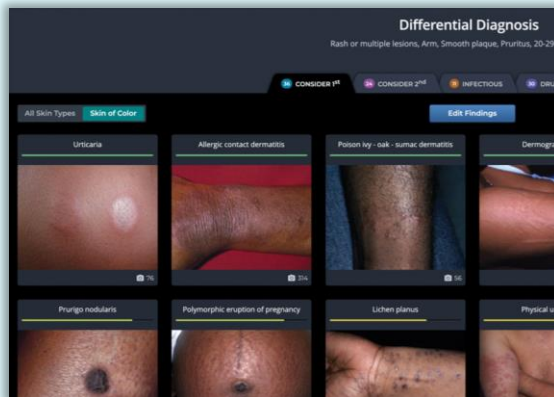 Differential Diagnosis
Rash or multiple lesions, Arm, Smooth plaque, Pruritus, 20-29
36 CONSIDER 1st
24 CONSIDER 2nd
INFECTIOUS
All Skin Types
Skin of Color
Edit Findings
Urticaria
Allergic contact dermatitis
Poison ivy - oak - sumac dermatitis
76
314
56
Prurigo nodularis
Polymorphic eruption of pregnancy
Lichen planus